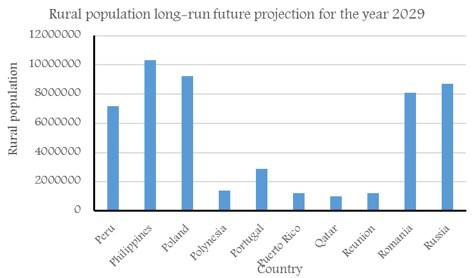 Rural population long-run future projection for the year 2029
12000000
10000000
8000000
6000000
4000000
2000000
0
Rural population
Peru
Philippines
Poland
Polynesia
Portugal
Puerto Rico
Qatar
Reunion
Romania
Russia
Country